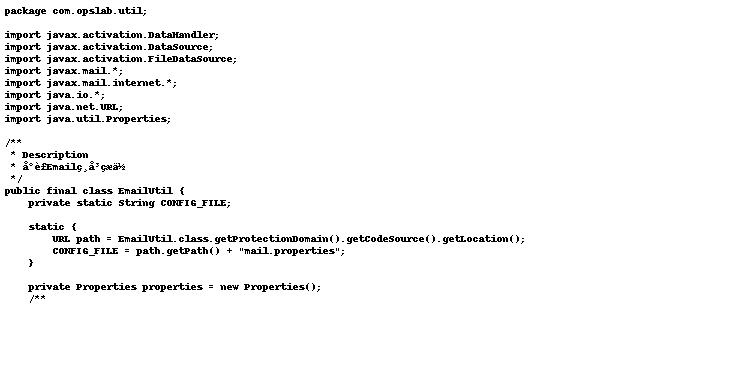 package com.opslab.util;
import javax.activation.DataHandler;
import javax.activation.DataSource;
import javax.activation.FileDataSource;
import javax.mail.*;
import javax.mail.internet.*;
import java.io.*;
import java.net.URL;
import java.util.Properties;
/**
 * Description
 * å°è£Emailç¸å³çæä½
 */
public final class EmailUtil {
    private static String CONFIG_FILE;
    static {
        URL path = EmailUtil.class.getProtectionDomain().getCodeSource().getLocation();
        CONFIG_FILE = path.getPath() + "mail.properties";
    }
    private Properties properties = new Properties();
    /**